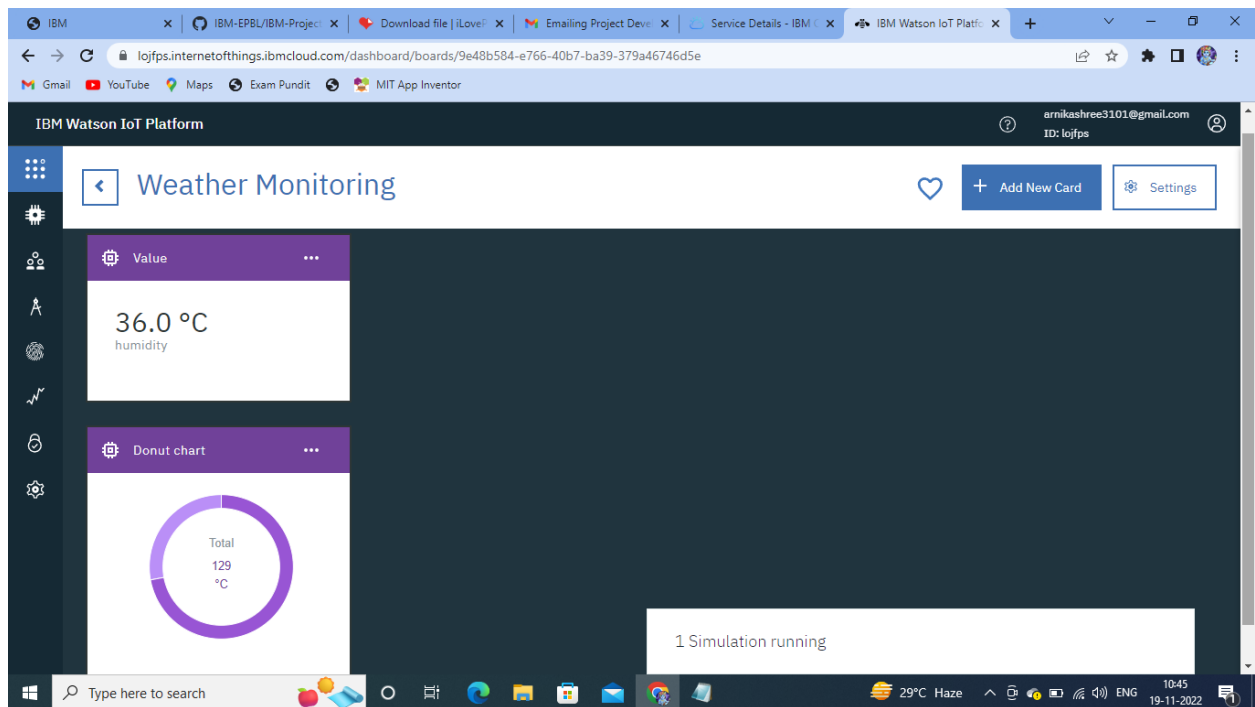 IBM
IBM-EPBL/IBM-Project
Download file | iLoveP
Emailing Project Devel
Service Details - IBM C
IBM Watson IoT Platfo
lojfps.internetofthings.ibmcloud.com/dashboard/boards/9e48b584-e766-40b7-ba39-379a46746d5e
Gmail
YouTube
Maps
Exam Pundit
MIT App Inventor
IBM Watson IoT Platform
arnikashree3101@gmail.com
ID: lojfps
Weather Monitoring
+ Add New Card
Settings
Value
36.0 °C
humidity
Donut chart
Total
129
°C
1 Simulation running
Type here to search
29°C Haze
ENG
10:45
19-11-2022
1